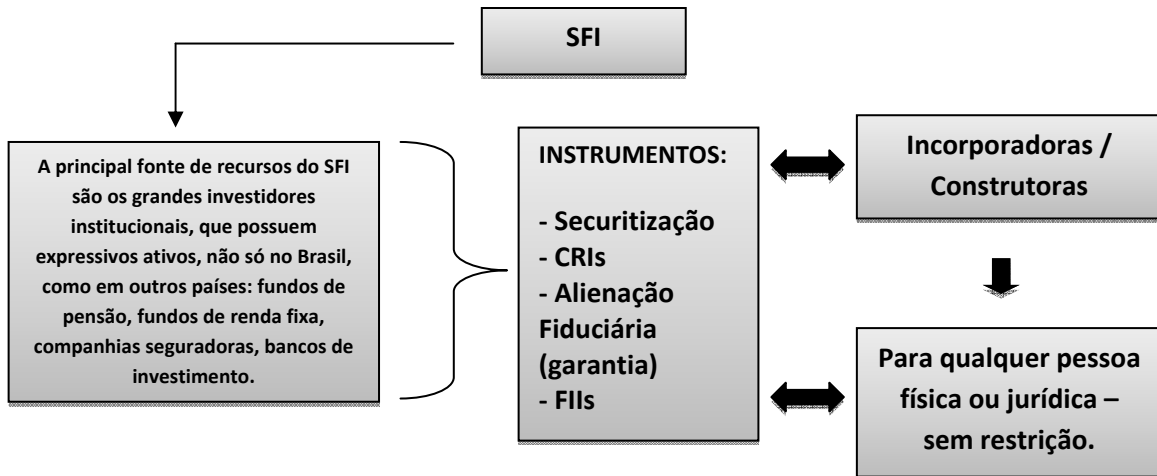 SFI
A principal fonte de recursos do SFI
são os grandes investidores
institucionais, que possuem
expressivos ativos, não só no Brasil,
como em outros países: fundos de
pensão, fundos de renda fixa,
companhias seguradoras, bancos de
investimento.
INSTRUMENTOS:
- Securitização
- CRIs
- Alienação
Fiduciária
(garantia)
- FIIs
Incorporadoras /
Construtoras
Para qualquer pessoa
física ou jurídica –
sem restrição.